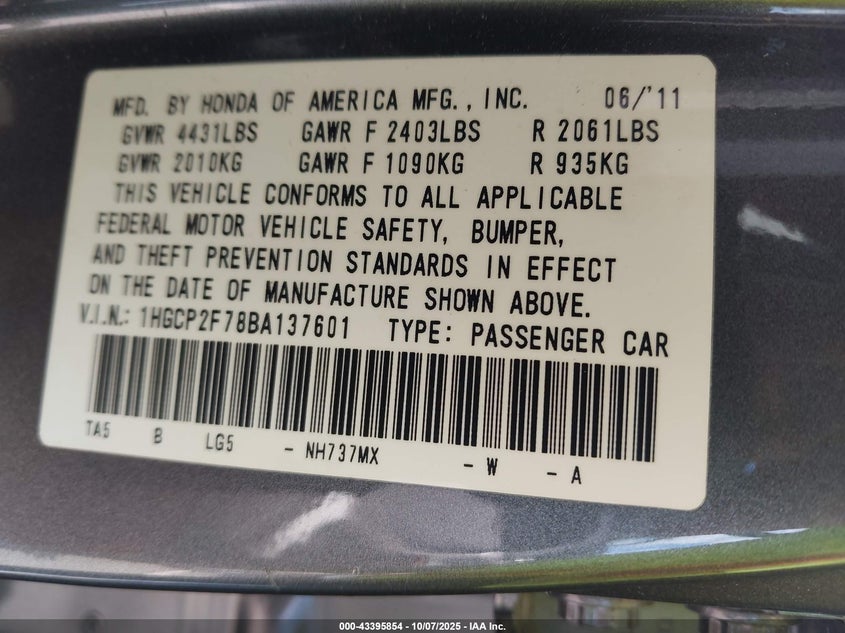 MFD. BY HONDA OF AMERICA MFG., INC. 06/'11
GVWR 4431LBS GAWR F 2403LBS R 2061LBS
GVWR 2010KG GAWR F 1090KG R 935KG
THIS VEHICLE CONFORMS TO ALL APPLICABLE
FEDERAL MOTOR VEHICLE SAFETY, BUMPER,
AND THEFT PREVENTION STANDARDS IN EFFECT
ON THE DATE OF MANUFACTURE SHOWN ABOVE.
V.I.N.: 1HGCP2F78BA137601 TYPE: PASSENGER CAR
TA5 B LG5 - NH737MX - W - A
000-43395854 - 10/07/2025 - IAA Inc.